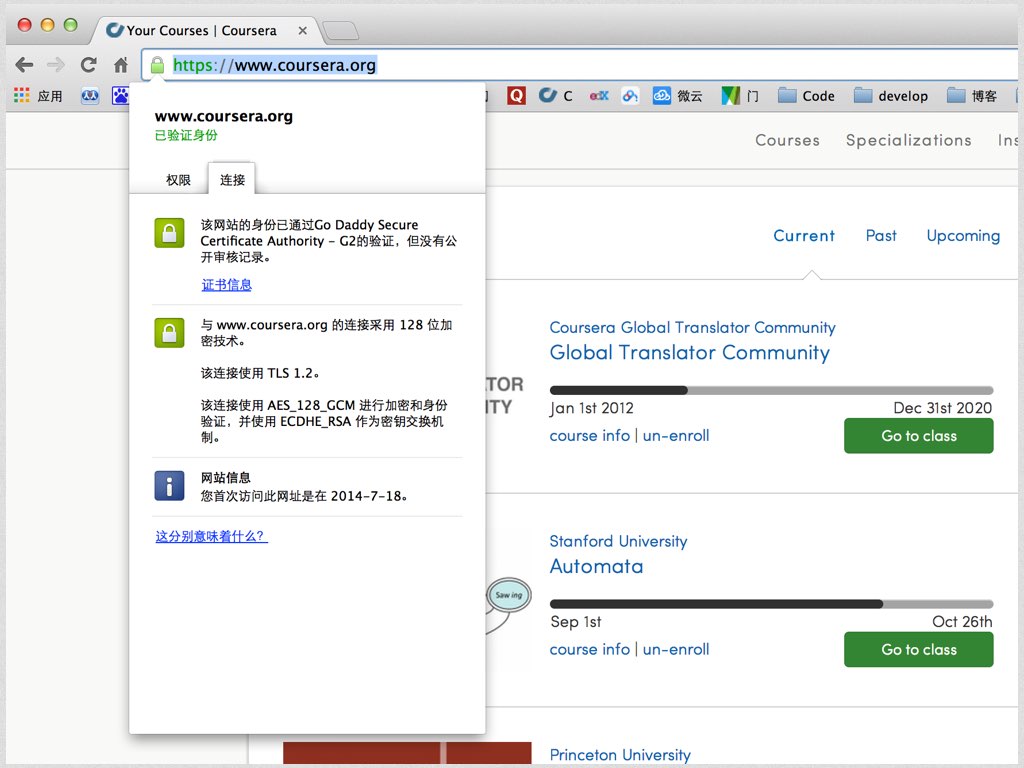 Your Courses | Coursera
https://www.coursera.org
应用
C
edX
微云
门
Code
develop
博客
www.coursera.org
已验证身份
权限
连接
该网站的身份已通过Go Daddy Secure
Certificate Authority - G2的验证，但没有公
开审核记录。
证书信息
与 www.coursera.org 的连接采用 128 位加
密技术。
该连接使用 TLS 1.2。
该连接使用 AES_128_GCM 进行加密和身份
验证，并使用 ECDHE_RSA 作为密钥交换机
制。
网站信息
您首次访问此网址是在 2014-7-18。
这分别意味着什么？
Courses
Specializations
Ins
Current
Past
Upcoming
TOR
ITY
Coursera Global Translator Community
Global Translator Community
Jan 1st 2012
Dec 31st 2020
course info | un-enroll
Go to class
Saw ing
Stanford University
Automata
Sep 1st
Oct 26th
course info | un-enroll
Go to class
Princeton University